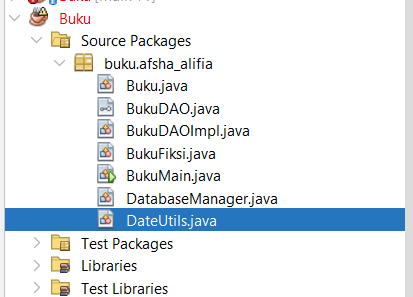 Buku
Source Packages
buku.afsha_alifia
Buku.java
BukuDAO.java
BukuDAOImpl.java
BukuFiksi.java
BukuMain.java
DatabaseManager.java
DateUtils.java
Test Packages
Libraries
Test Libraries